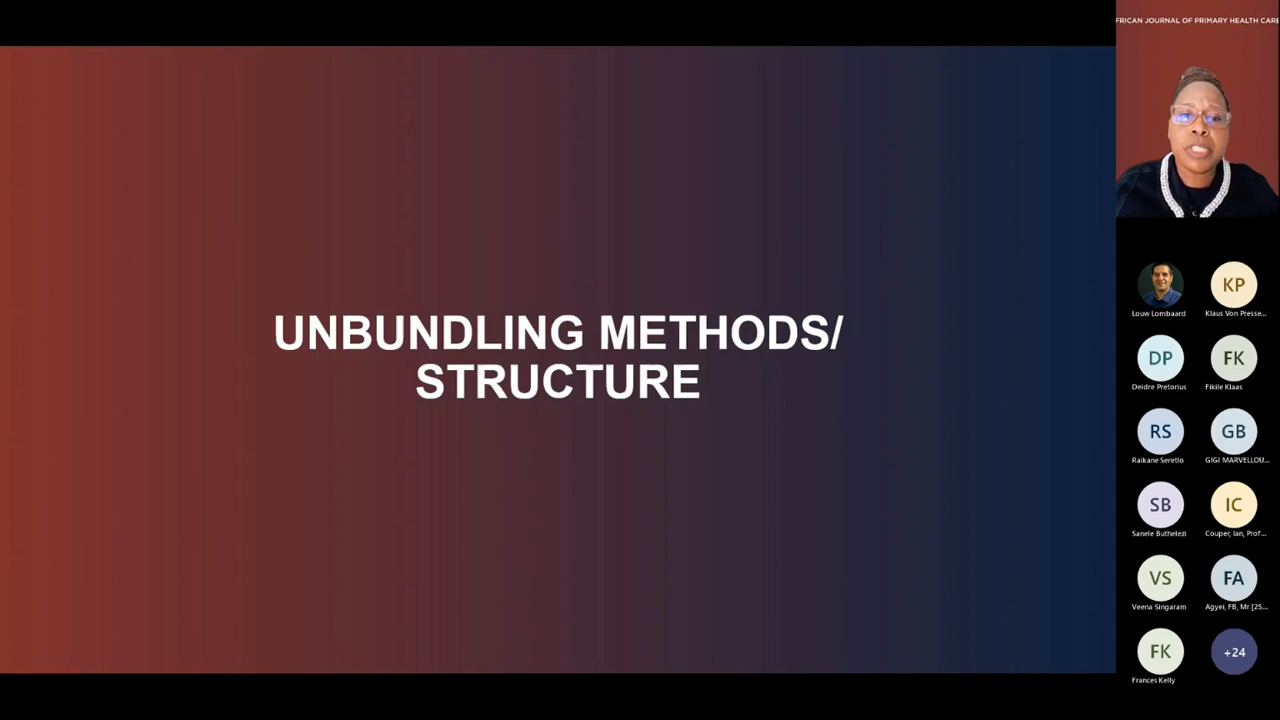 UNBUNDLING METHODS/
STRUCTURE
FRICAN JOURNAL OF PRIMARY HEALTH CARE
KP
Louw Lombaard
Klaus Von Presse...
DP
FK
Deidre Pretorius
Fikile Klaas
RS
GB
Raikane Seretlo
GIGI MARVELLOU...
SB
IC
Sanele Buthelezi
Couper, Ian, Prof...
VS
FA
Veena Singaram
Agyei, FB, Mr [25...
FK
+24
Frances Kelly